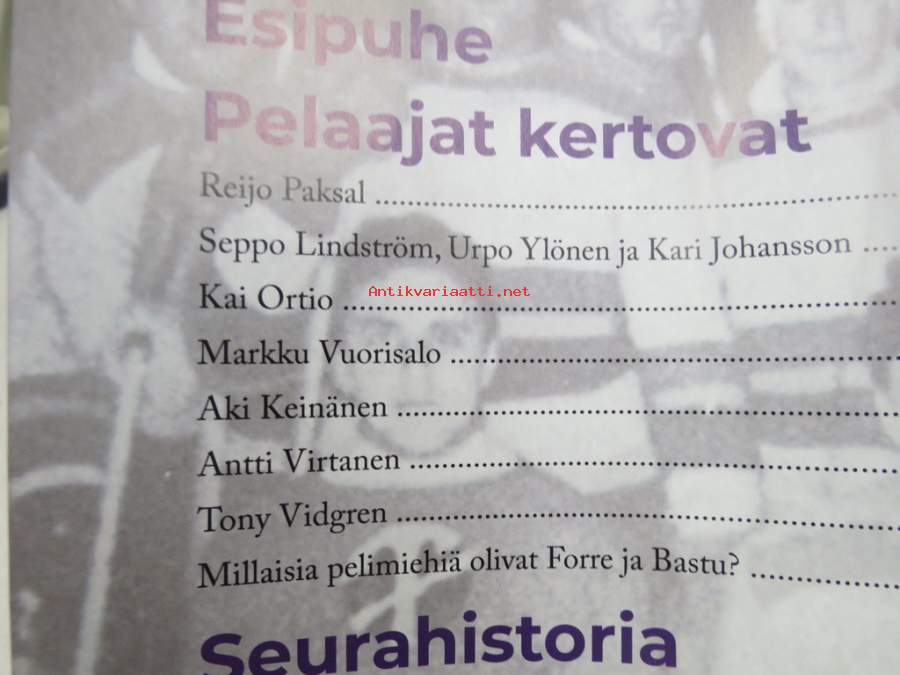 Esipuhe
Pelaajat kertovat
Reijo Paksal ........................................
Seppo Lindström, Urpo Ylönen ja Kari Johansson ....
Kai Ortio ........................................
Antikvariaatti.net
Markku Vuorisalo ........................................
Aki Keinänen ........................................
Antti Virtanen ........................................
Tony Vidgren ........................................
Millaisia pelimiehiä olivat Forre ja Bastu? ................
Seurahistoria